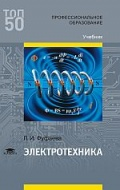 ТОП
50
ПРОФЕССИОНАЛЬНОЕ
ОБРАЗОВАНИЕ
Учебник
Л. И. Фуфаева
ЭЛЕКТРОТЕХНИКА